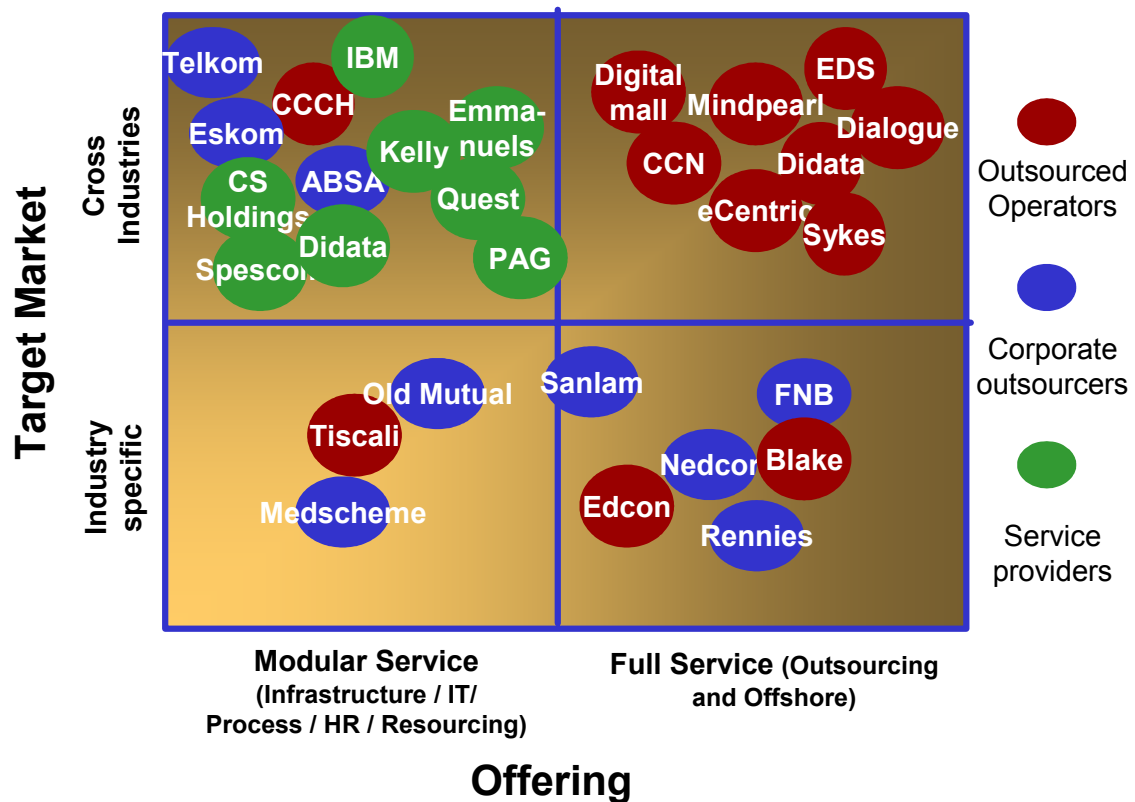 Target Market
Cross
Industries
Industry
specific
Telkom
IBM
CCCH
Eskom
Emma-
nuels
Kelly
ABSA
CS
Holdings
Quest
Didata
Spescon
PAG
Digital
mall
Mindpearl
EDS
Dialogue
CCN
Didata
eCentric
Sykes
Old Mutual
Tiscali
Medscheme
Sanlam
FNB
Nedcor
Blake
Edcon
Rennies
Outsourced
Operators
Corporate
outsourcers
Service
providers
Modular Service
(Infrastructure / IT/
Process / HR / Resourcing)
Full Service (Outsourcing
and Offshore)
Offering